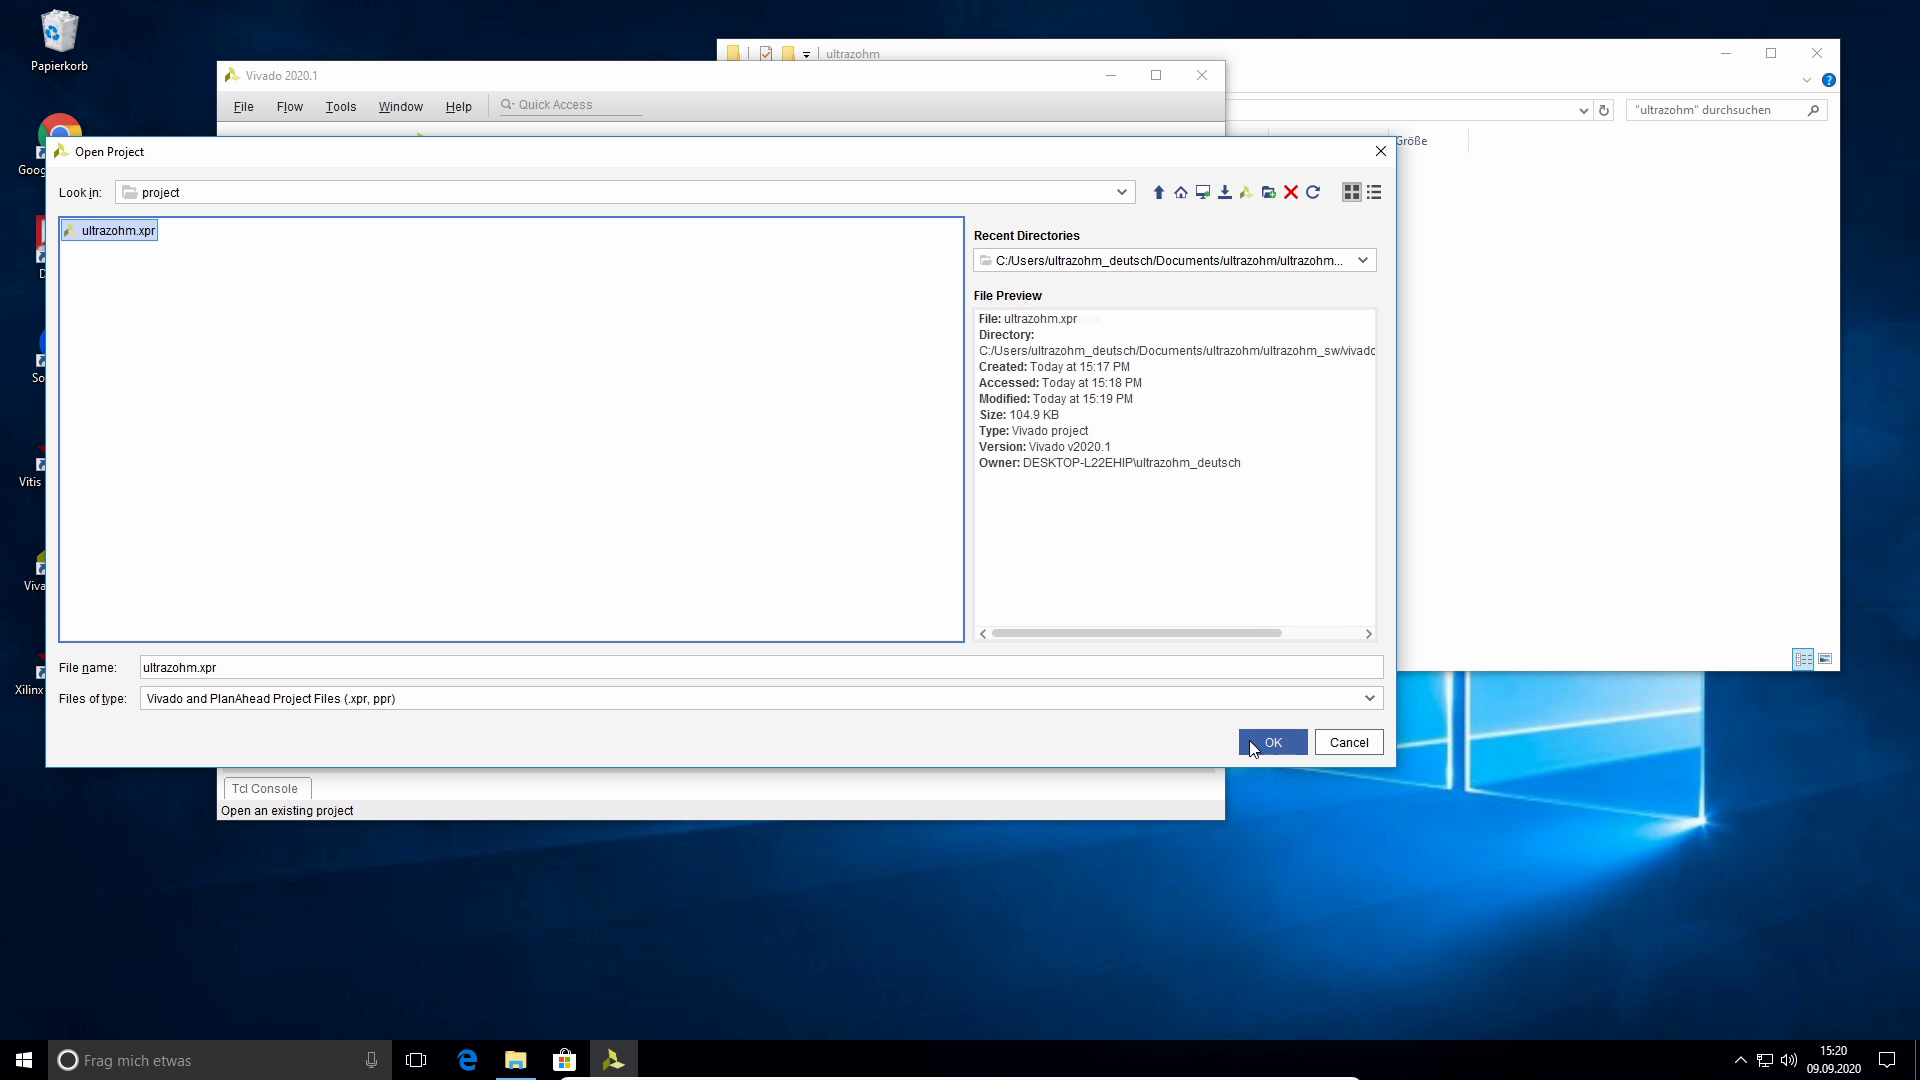 Papierkorb
Goog
D
So
Vitis
Viva
Xilinx
ultrazohm
"ultrazohm" durchsuchen
Größe
Vivado 2020.1
File Flow Tools Window Help Quick Access
Open Project
Look in: project
ultrazohm.xpr
Recent Directories
C:/Users/ultrazohm_deutsch/Documents/ultrazohm/ultrazohm...
File Preview
File: ultrazohm.xpr
Directory:
C:/Users/ultrazohm_deutsch/Documents/ultrazohm/ultrazohm_sw/vivado
Created: Today at 15:17 PM
Accessed: Today at 15:18 PM
Modified: Today at 15:19 PM
Size: 104.9 KB
Type: Vivado project
Version: Vivado v2020.1
Owner: DESKTOP-L22EHIP\ultrazohm_deutsch
File name: ultrazohm.xpr
Files of type: Vivado and PlanAhead Project Files (.xpr, ppr)
OK Cancel
Tcl Console
Open an existing project
Frag mich etwas
15:20
09.09.2020